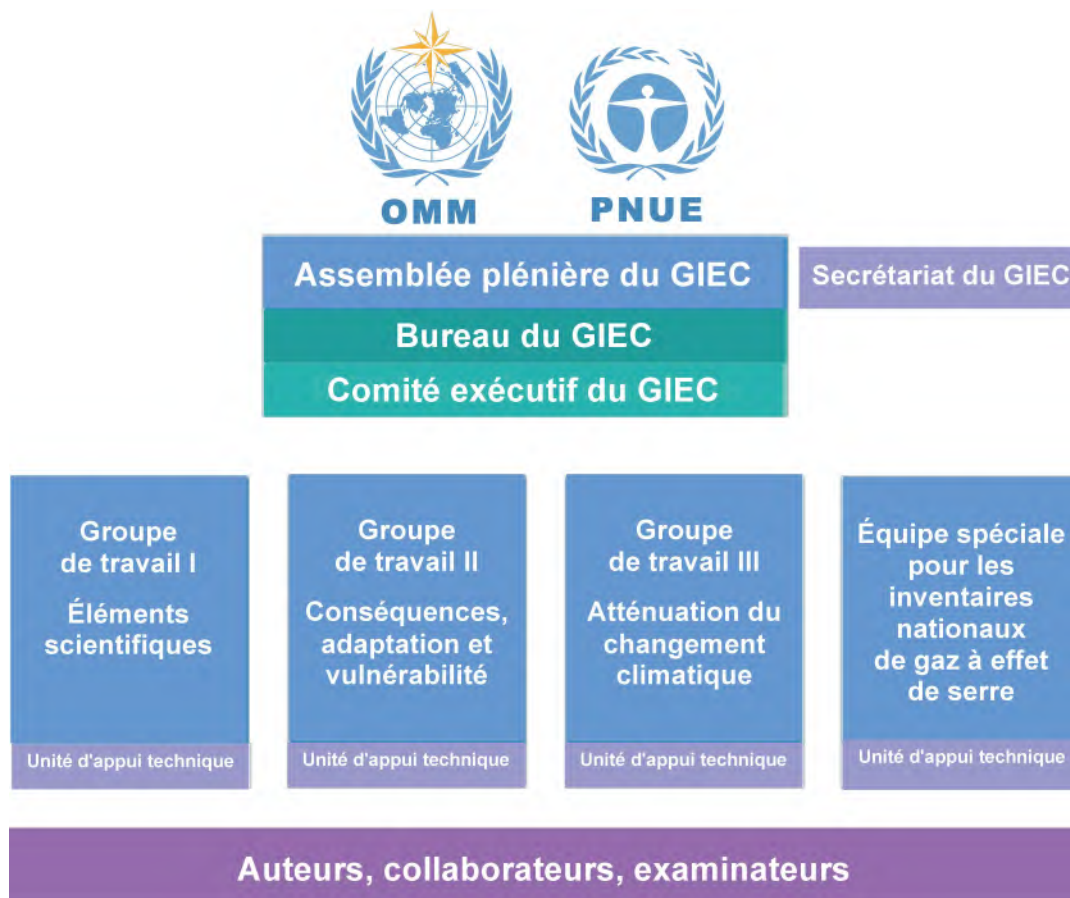 OMM
PNUE
Assemblée plénière du GIEC
Secrétariat du GIEC
Bureau du GIEC
Comité exécutif du GIEC
Groupe
de travail I
Éléments
scientifiques
Unité d'appui technique
Groupe
de travail II
Conséquences,
adaptation et
vulnérabilité
Unité d'appui technique
Groupe
de travail III
Atténuation du
changement
climatique
Unité d'appui technique
Équipe spéciale
pour les
inventaires
nationaux
de gaz à effet
de serre
Unité d'appui technique
Auteurs, collaborateurs, examinateurs